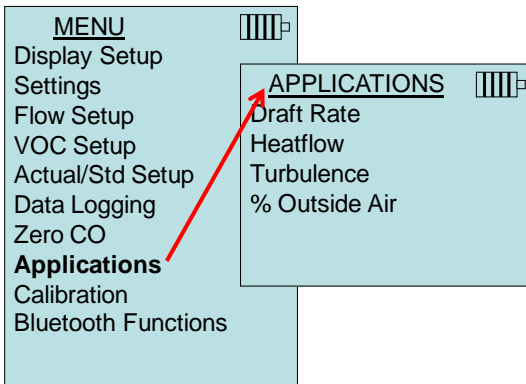 MENU
Display Setup
Settings
Flow Setup
VOC Setup
Actual/Std Setup
Data Logging
Zero CO
Applications
Calibration
Bluetooth Functions
APPLICATIONS
Draft Rate
Heatflow
Turbulence
% Outside Air